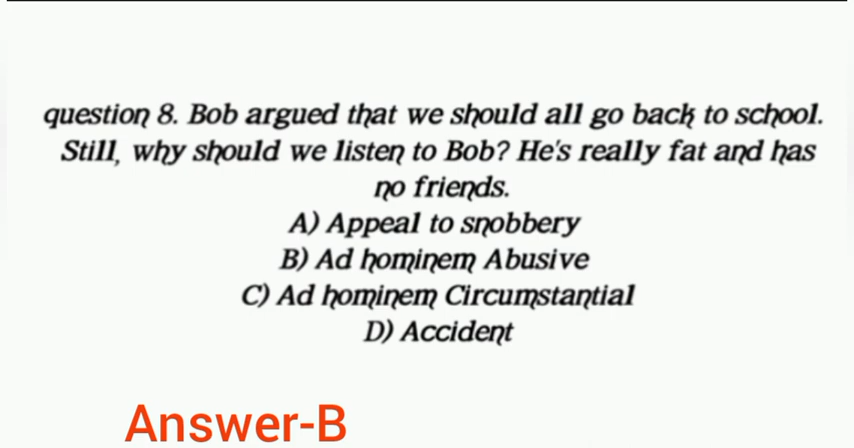 question 8. Bob argued that we should all go back to school.
Still, why should we listen to Bob? He's really fat and has
no friends.
A) Appeal to snobbery
B) Ad hominem Abusive
C) Ad hominem Circumstantial
D) Accident
Answer-B